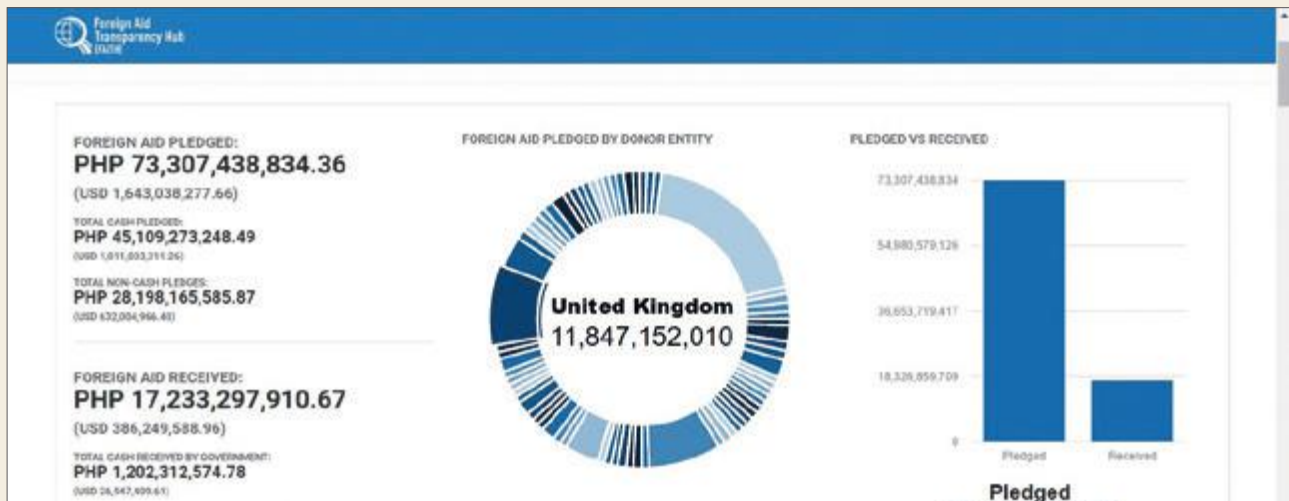 Foreign Aid
Transparency Hub
FOREIGN AID PLEDGED:
PHP 73,307,438,834.36
(USD 1,643,038,277.66)
TOTAL CASH PLEDGED:
PHP 45,109,273,248.49
TOTAL NON-CASH PLEDGES:
PHP 28,198,165,585.87
FOREIGN AID RECEIVED:
PHP 17,233,297,910.67
(USD 386,249,588.96)
TOTAL CASH RECEIVED BY GOVERNMENT:
PHP 1,202,312,574.78
FOREIGN AID PLEDGED BY DONOR ENTITY
United Kingdom
11,847,152,010
PLEDGED VS RECEIVED
73,307,438,834
54,980,579,126
36,653,719,417
18,326,859,709
0
Pledged
Received
Pledged